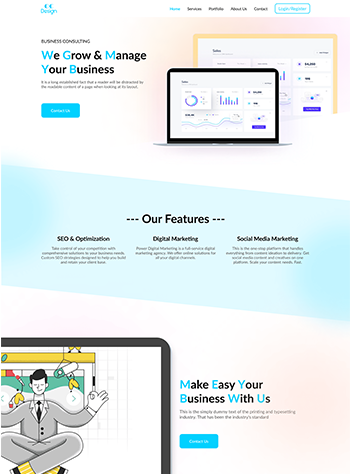 Design
Home Services Portfolio About Us Contact Login/Register
BUSINESS CONSULTING
We Grow & Manage
Your Business
It is a long established fact that a reader will be distracted by
the readable content of a page when looking at its layout.
Contact Us
--- Our Features ---
SEO & Optimization
Take control of your competition with
comprehensive solutions to your business needs.
Custom SEO strategies designed to help you build
and retain your client base.
Digital Marketing
Power Digital Marketing is a full-service digital
marketing agency. We offer online solutions for
all your digital channels.
Social Media Marketing
This is the one stop platform that handles
everything from content ideation to delivery. Get
social media content and creatives on one
platform. Scale your content needs. Fast.
Make Easy Your
Business With Us
This is the simply dummy text of the printing and typesetting
industry. That has been the industry's standard
Contact Us